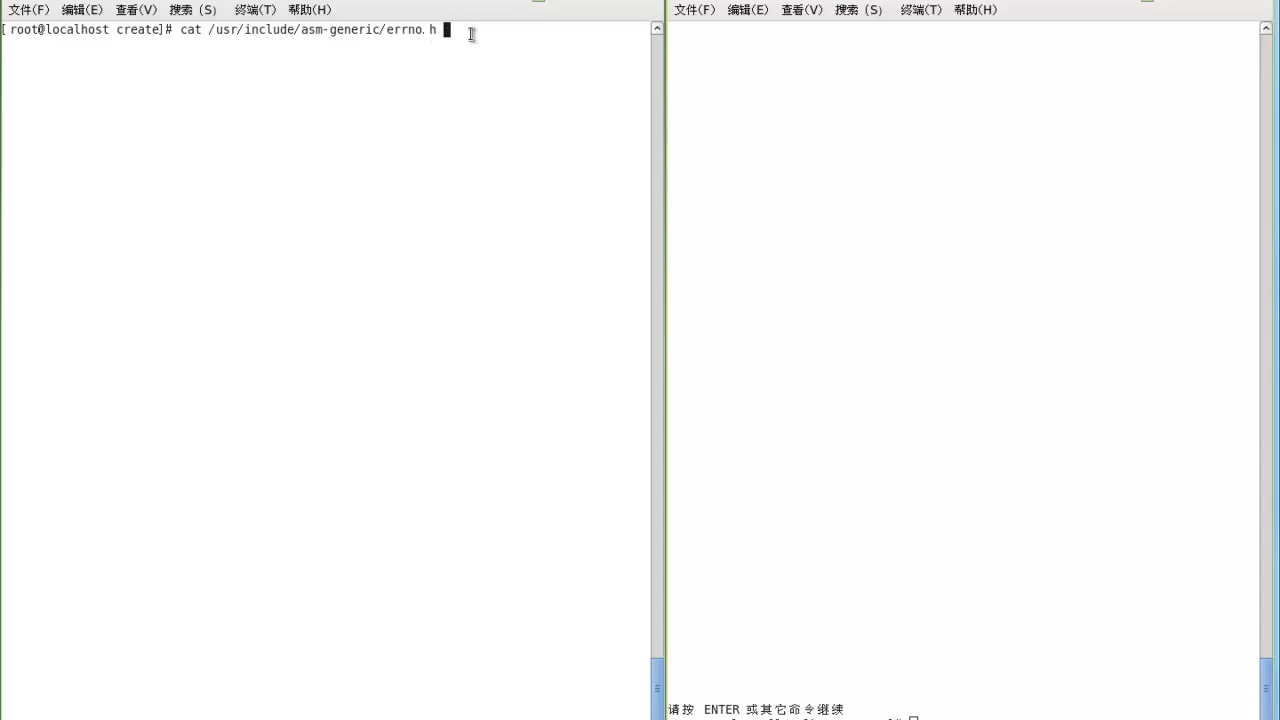 文件(F) 编辑(E) 查看(V) 搜索 (S) 终端(T) 帮助(H)
[root@localhost create]# cat /usr/include/asm-generic/errno.h
文件(F) 编辑(E) 查看(V) 搜索 (S) 终端(T) 帮助(H)
请按 ENTER 或其它命令继续